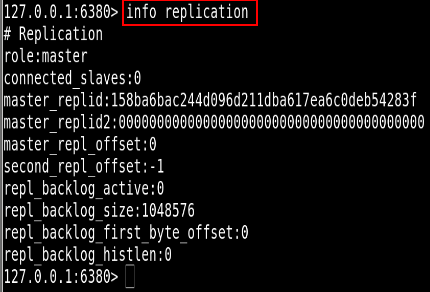 127.0.0.1:6380> info replication
# Replication
role:master
connected_slaves:0
master_replid:158ba6bac244d096d211dba617ea6c0deb54283f
master_replid2:0000000000000000000000000000000000000000
master_repl_offset:0
second_repl_offset:-1
repl_backlog_active:0
repl_backlog_size:1048576
repl_backlog_first_byte_offset:0
repl_backlog_histlen:0
127.0.0.1:6380>